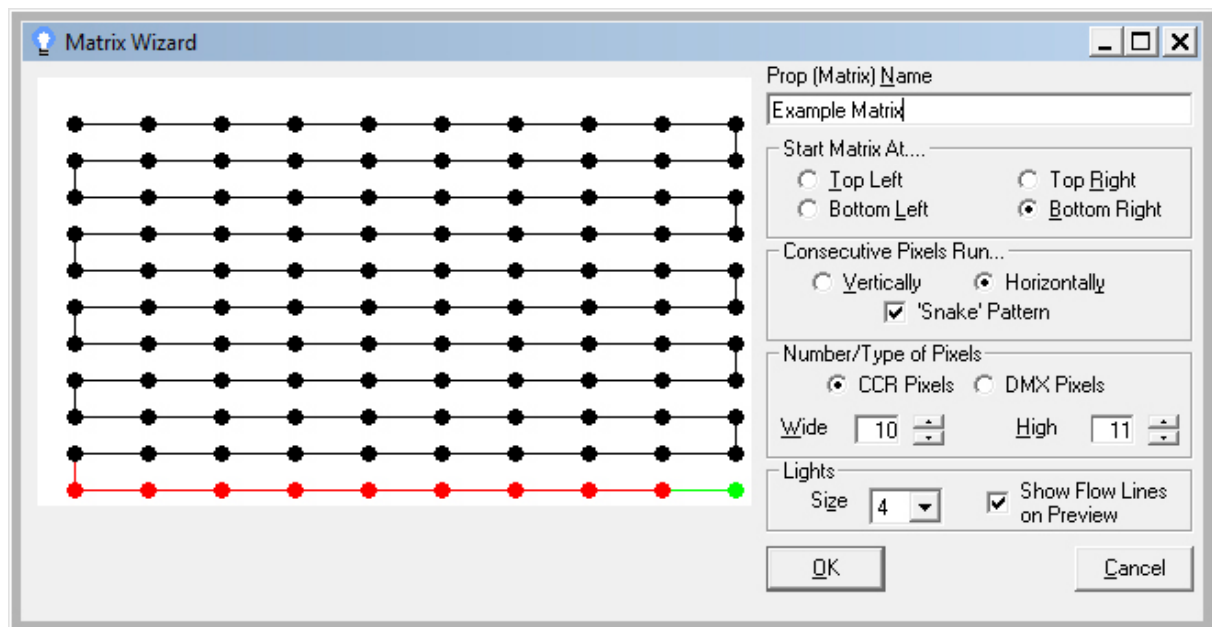 Matrix Wizard
Prop (Matrix) Name
Example Matrix
Start Matrix At....
Top Left
Top Right
Bottom Left
Bottom Right
Consecutive Pixels Run...
Vertically
Horizontally
'Snake' Pattern
Number/Type of Pixels
CCR Pixels
DMX Pixels
Wide 10
High 11
Lights
Size 4
Show Flow Lines
on Preview
OK
Cancel